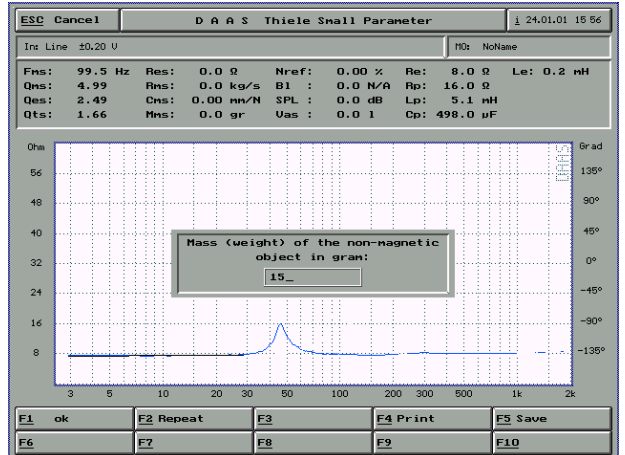 ESC Cancel D A A S Thiele Small Parameter i 24.01.01 15 56
In: Line ±0.20 V M0: NoName
Fms: 99.5 Hz Res: 0.0 Ω Nref: 0.00 % Re: 8.0 Ω Le: 0.2 mH
Qms: 4.99 Rms: 0.0 kg/s Bl : 0.0 N/A Rp: 16.0 Ω
Qes: 2.49 Cms: 0.00 mm/N SPL : 0.0 dB Lp: 5.1 mH
Qts: 1.66 Mms: 0.0 gr Vas : 0.0 l Cp: 498.0 µF
Ohm Grad
DAAS
56 135°
48 90°
40 45°
Mass (weight) of the non-magnetic
object in gram:
32 0°
15_
24 -45°
16 -90°
8 -135°
3 5 10 20 30 50 100 200 300 500 1k 2k
F1 ok F2 Repeat F3 F4 Print F5 Save
F6 F7 F8 F9 F10